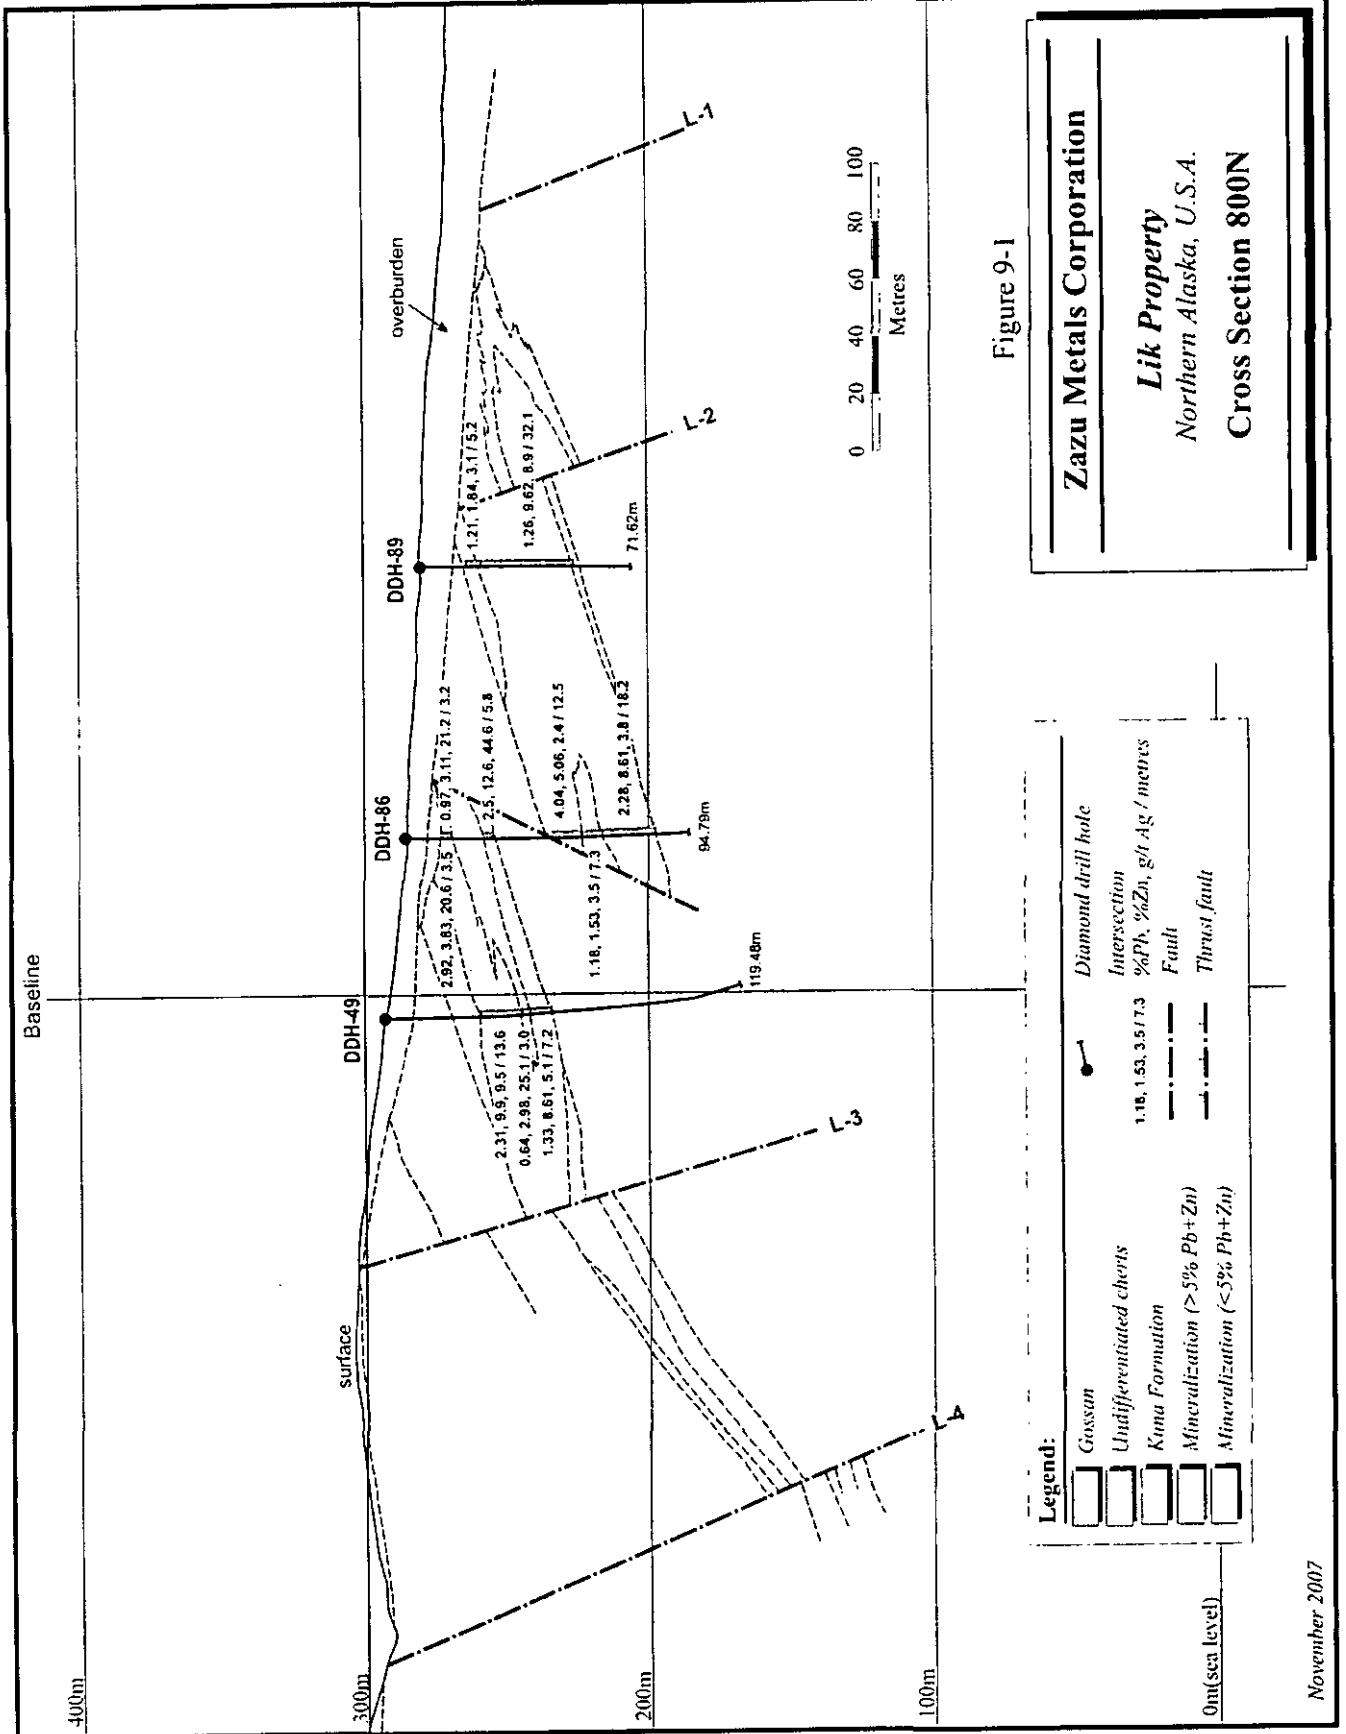 Baseline
400m
300m
200m
100m
0m(sea level)
surface
overburden
DDH-49
DDH-86
DDH-89
2.92, 3.83, 20.6 / 3.5
0.97, 3.11, 21.2 / 3.2
2.5, 12.6, 44.6 / 5.8
4.04, 5.06, 2.4 / 12.5
2.28, 8.61, 3.8 / 18.2
1.18, 1.53, 3.5 / 7.3
1.21, 1.84, 3.1 / 5.2
1.26, 9.62, 8.9 / 32.1
2.31, 9.9, 9.5 / 13.6
0.64, 2.98, 25.1 / 3.0
1.33, 8.61, 5.1 / 7.2
119.48m
94.79m
71.62m
L-4
L-3
L-2
L-1
0 20 40 60 80 100
Metres
Legend:
Gossan
Undifferentiated cherts
Kuna Formation
Mineralization (>5% Pb+Zn)
Mineralization (<5% Pb+Zn)
Diamond drill hole
1.18, 1.53, 3.5 / 7.3
Intersection
%Pb, %Zn, g/t Ag / metres
Fault
Thrust fault
Figure 9-1
Zazu Metals Corporation
Lik Property
Northern Alaska, U.S.A.
Cross Section 800N
November 2007